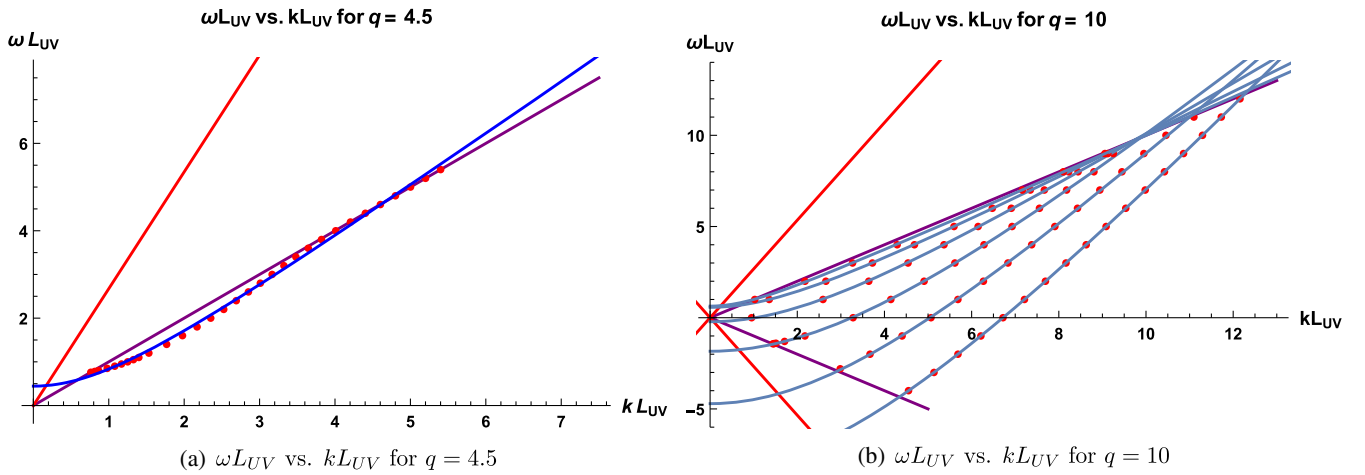 ωL_UV vs. kL_UV for q = 4.5
ω L_UV
6
4
2
1 2 3 4 5 6 7
k L_UV
(a) ωL_UV vs. kL_UV for q = 4.5
ωL_UV vs. kL_UV for q = 10
ωL_UV
10
5
2 4 6 8 10 12
kL_UV
-5
(b) ωL_UV vs. kL_UV for q = 10